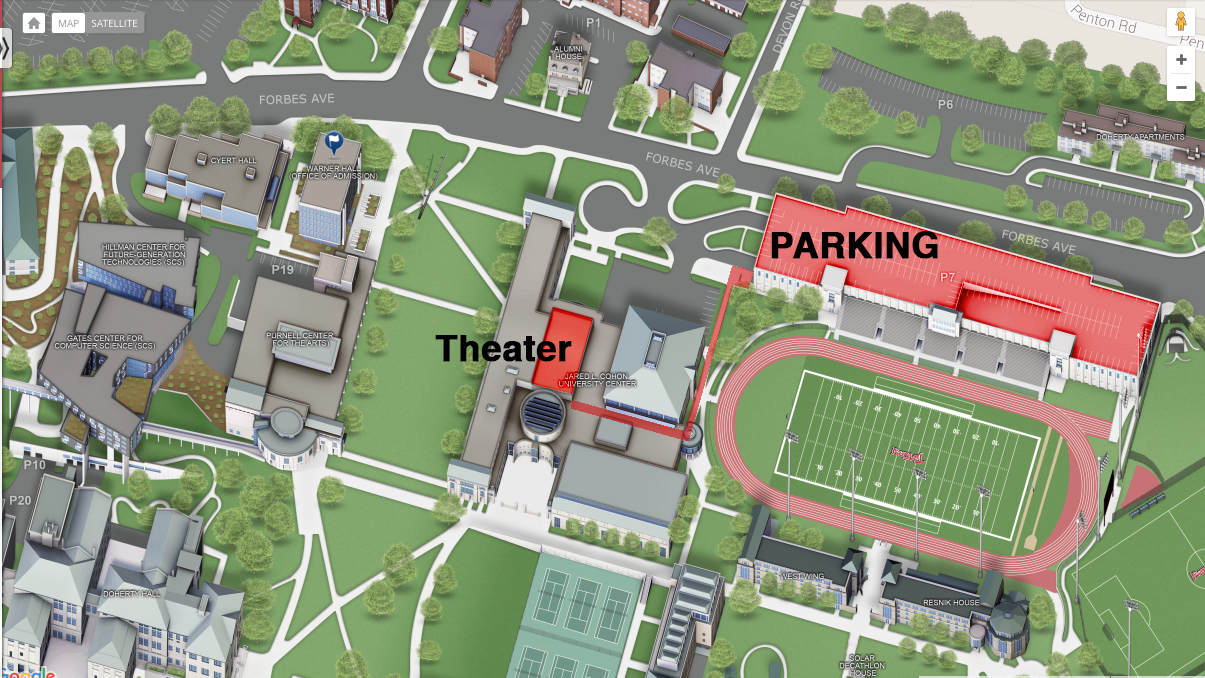 MAP SATELLITE
P1
DEVON R
Penton Rd
Pen
ALUMNI
HOUSE
FORBES AVE
P6
DOHERTY APARTMENTS
CYERT HALL
WARNER HALL
(OFFICE OF ADMISSION)
FORBES AVE
FORBES AVE
HILLMAN CENTER FOR
FUTURE-GENERATION
TECHNOLOGIES (SCS)
P19
PARKING
P7
GATES CENTER FOR
COMPUTER SCIENCE (SCS)
PURNELL CENTER
FOR THE ARTS)
Theater
JARED L. COHON
UNIVERSITY CENTER
P10
P20
DOHERTY HALL
WEST WING
RESNIK HOUSE
SOLAR
DECATHLON
HOUSE